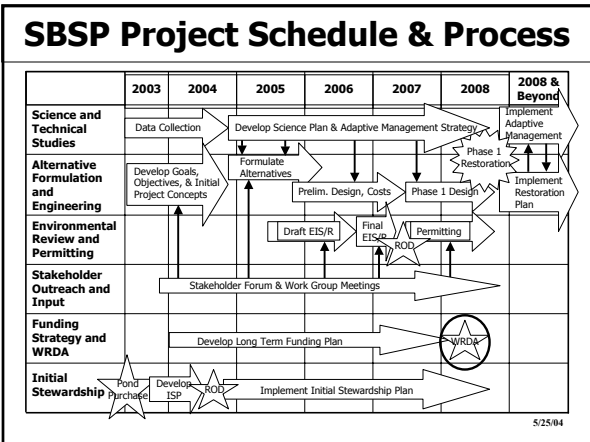 SBSP Project Schedule & Process
2003 2004 2005 2006 2007 2008
2008 &
Beyond
Science and
Technical
Studies
Data Collection
Develop Science Plan & Adaptive Management Strategy
Implement
Adaptive
Management
Phase 1
Restoration
Alternative
Formulation
and
Engineering
Develop Goals,
Objectives, & Initial
Project Concepts
Formulate
Alternatives
Prelim. Design, Costs
Phase 1 Design
Implement
Restoration
Plan
Environmental
Review and
Permitting
Draft EIS/R
Final
EIS/R
ROD
Permitting
Stakeholder
Outreach and
Input
Stakeholder Forum & Work Group Meetings
Funding
Strategy and
WRDA
Develop Long Term Funding Plan
WRDA
Initial
Stewardship
Pond
Purchase
Develop
ISP
ROD
Implement Initial Stewardship Plan
5/25/04